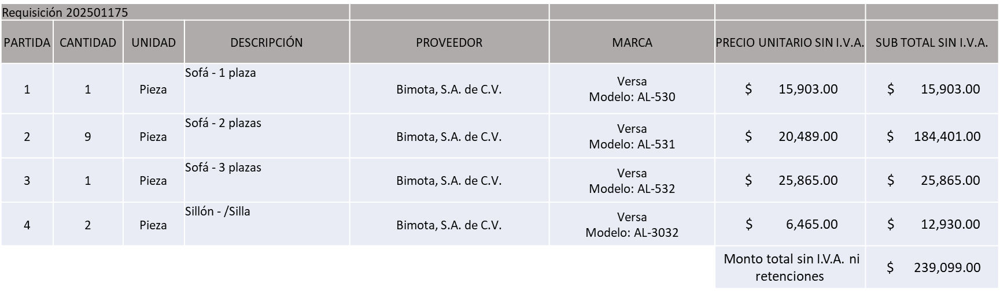 Requisición 202501175
PARTIDA CANTIDAD UNIDAD DESCRIPCIÓN PROVEEDOR MARCA PRECIO UNITARIO SIN I.V.A. SUB TOTAL SIN I.V.A.
1 1 Pieza Sofá - 1 plaza Bimota, S.A. de C.V. Versa
Modelo: AL-530 $ 15,903.00 $ 15,903.00
2 9 Pieza Sofá - 2 plazas Bimota, S.A. de C.V. Versa
Modelo: AL-531 $ 20,489.00 $ 184,401.00
3 1 Pieza Sofá - 3 plazas Bimota, S.A. de C.V. Versa
Modelo: AL-532 $ 25,865.00 $ 25,865.00
4 2 Pieza Sillón - /Silla Bimota, S.A. de C.V. Versa
Modelo: AL-3032 $ 6,465.00 $ 12,930.00
Monto total sin I.V.A. ni
retenciones $ 239,099.00